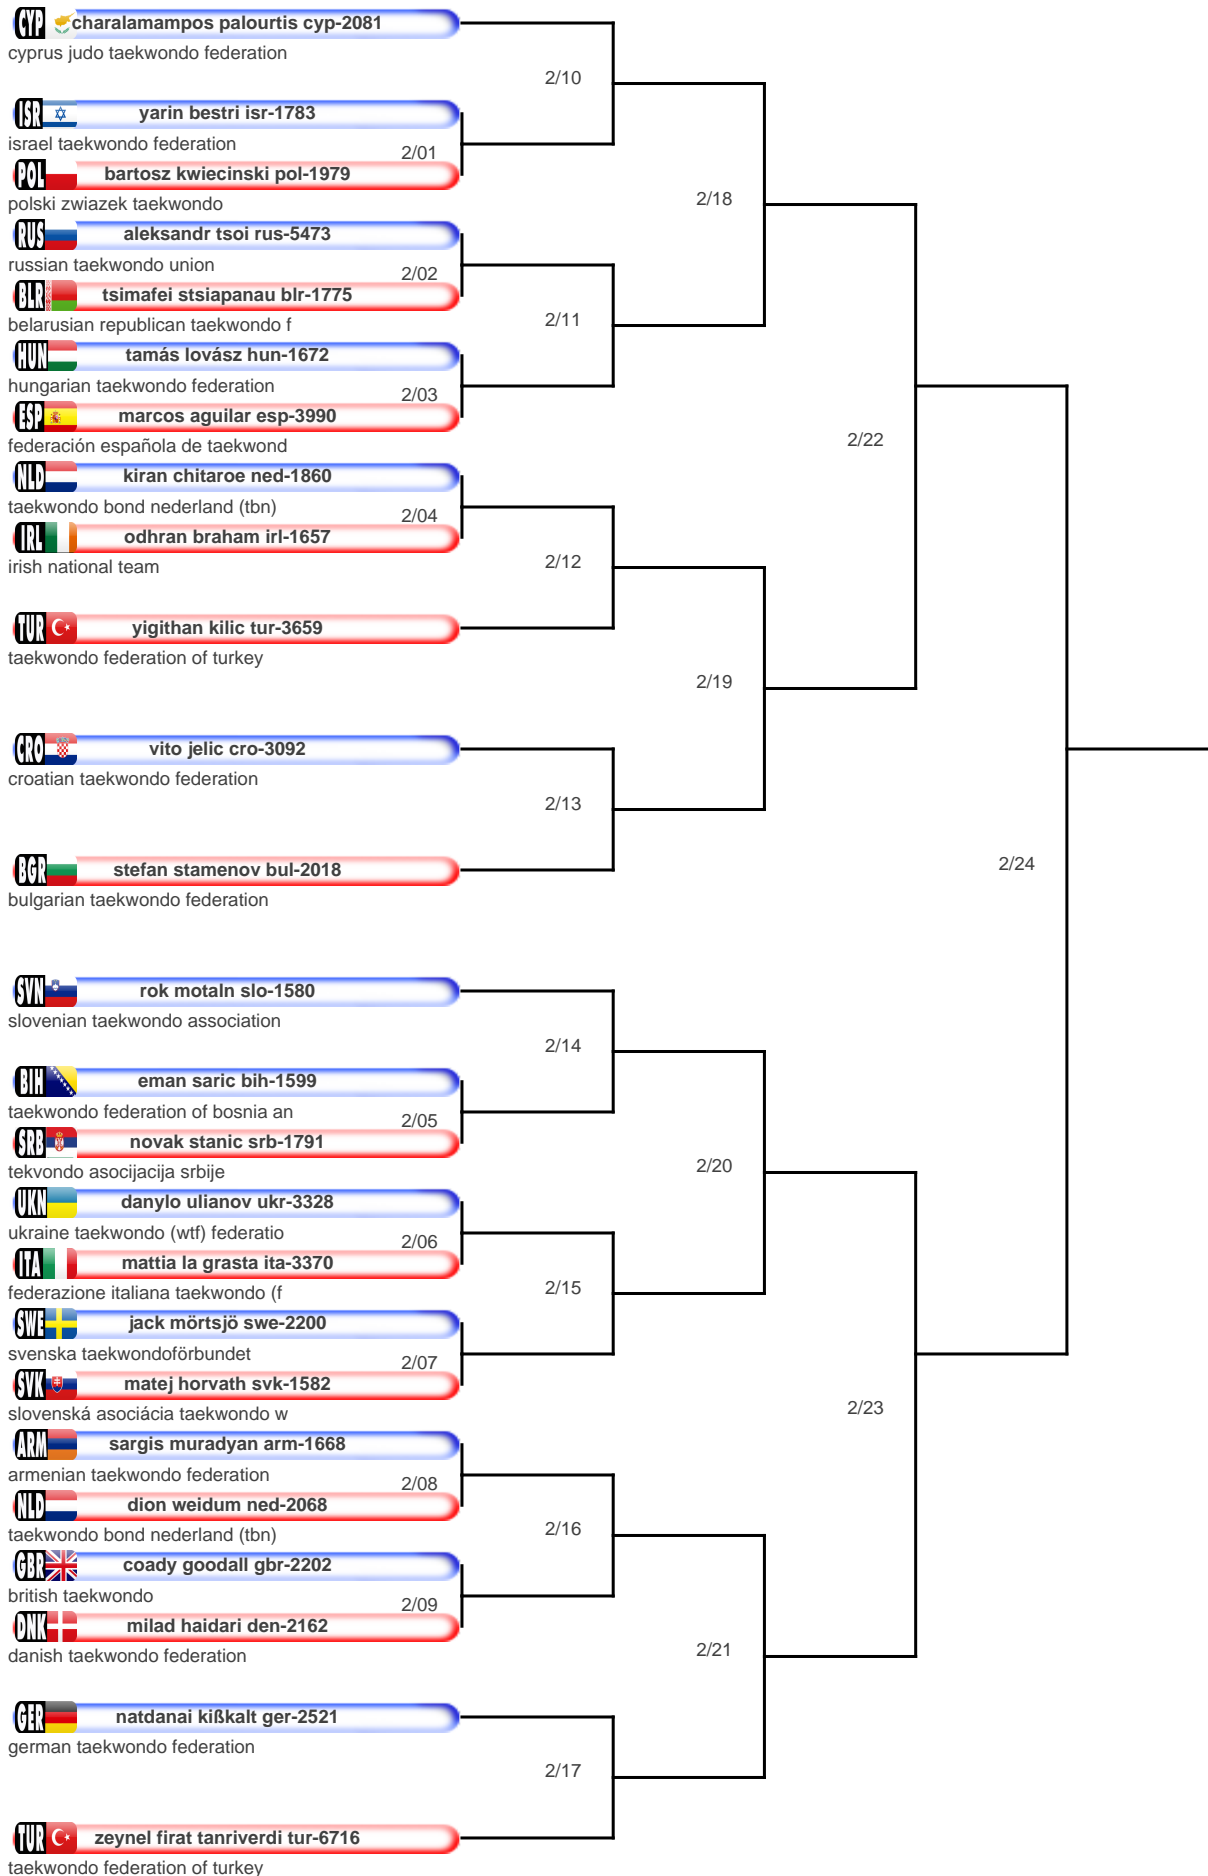 CYP charalamampos palourtis cyp-2081
cyprus judo taekwondo federation
2/10
ISR yarin bestri isr-1783
israel taekwondo federation
2/01
POL bartosz kwiecinski pol-1979
polski zwiazek taekwondo
2/18
RUS aleksandr tsoi rus-5473
russian taekwondo union
2/02
BLR tsimafei stsiapanau blr-1775
belarusian republican taekwondo f
2/11
HUN tamás lovász hun-1672
hungarian taekwondo federation
2/03
ESP marcos aguilar esp-3990
federación española de taekwond
2/22
NLD kiran chitaroe ned-1860
taekwondo bond nederland (tbn)
2/04
IRL odhran braham irl-1657
irish national team
2/12
TUR yigithan kilic tur-3659
taekwondo federation of turkey
2/19
CRO vito jelic cro-3092
croatian taekwondo federation
2/13
BGR stefan stamenov bul-2018
bulgarian taekwondo federation
2/24
SVN rok motaln slo-1580
slovenian taekwondo association
2/14
BIH eman saric bih-1599
taekwondo federation of bosnia an
2/05
SRB novak stanic srb-1791
tekvondo asocijacija srbije
2/20
UKN danylo ulianov ukr-3328
ukraine taekwondo (wtf) federatio
2/06
ITA mattia la grasta ita-3370
federazione italiana taekwondo (f
2/15
SWE jack mörtsjö swe-2200
svenska taekwondoförbundet
2/07
SVK matej horvath svk-1582
slovenská asociácia taekwondo w
2/23
ARM sargis muradyan arm-1668
armenian taekwondo federation
2/08
NLD dion weidum ned-2068
taekwondo bond nederland (tbn)
2/16
GBR coady goodall gbr-2202
british taekwondo
2/09
DNK milad haidari den-2162
danish taekwondo federation
2/21
GER natdanai kißkalt ger-2521
german taekwondo federation
2/17
TUR zeynel firat tanriverdi tur-6716
taekwondo federation of turkey